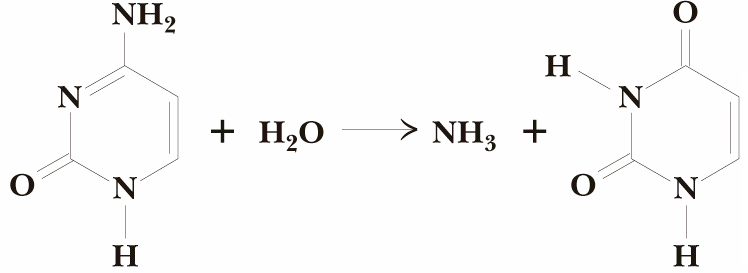 NH₂ O
H
N N
+ H₂O → NH₃ +
O N O N
H H